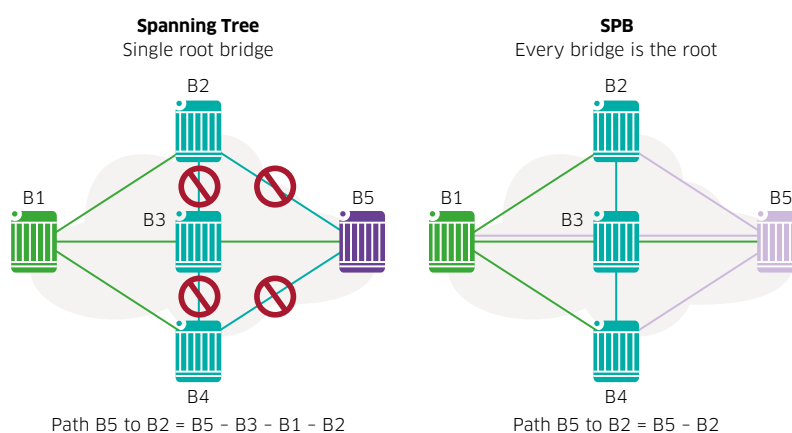 Spanning Tree
Single root bridge
B2
B1
B3
B5
B4
Path B5 to B2 = B5 – B3 – B1 – B2
SPB
Every bridge is the root
B2
B1
B3
B5
B4
Path B5 to B2 = B5 – B2